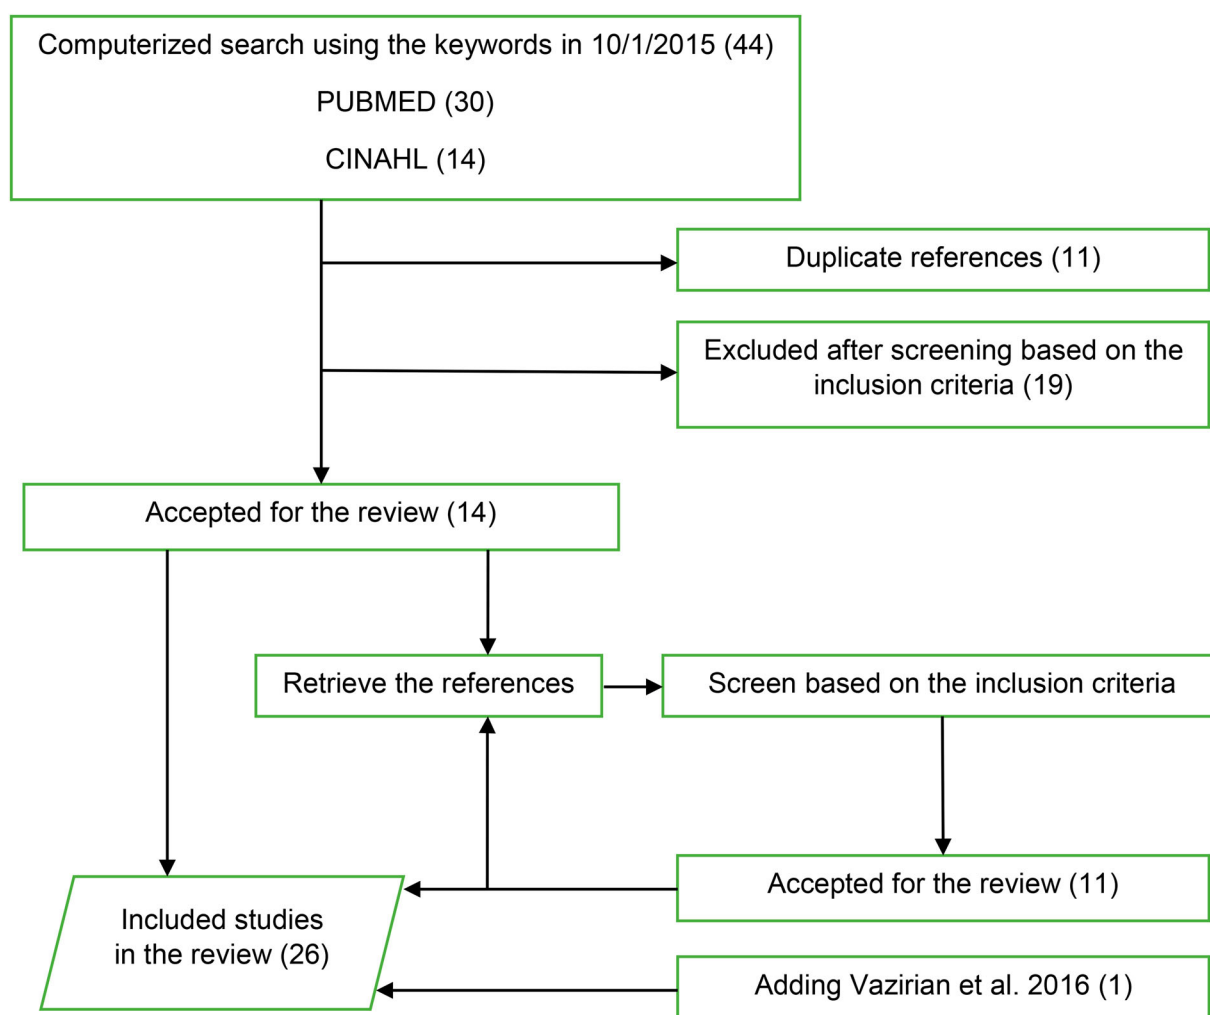 Computerized search using the keywords in 10/1/2015 (44)
PUBMED (30)
CINAHL (14)
Duplicate references (11)
Excluded after screening based on the
inclusion criteria (19)
Accepted for the review (14)
Retrieve the references
Screen based on the inclusion criteria
Accepted for the review (11)
Included studies
in the review (26)
Adding Vazirian et al. 2016 (1)